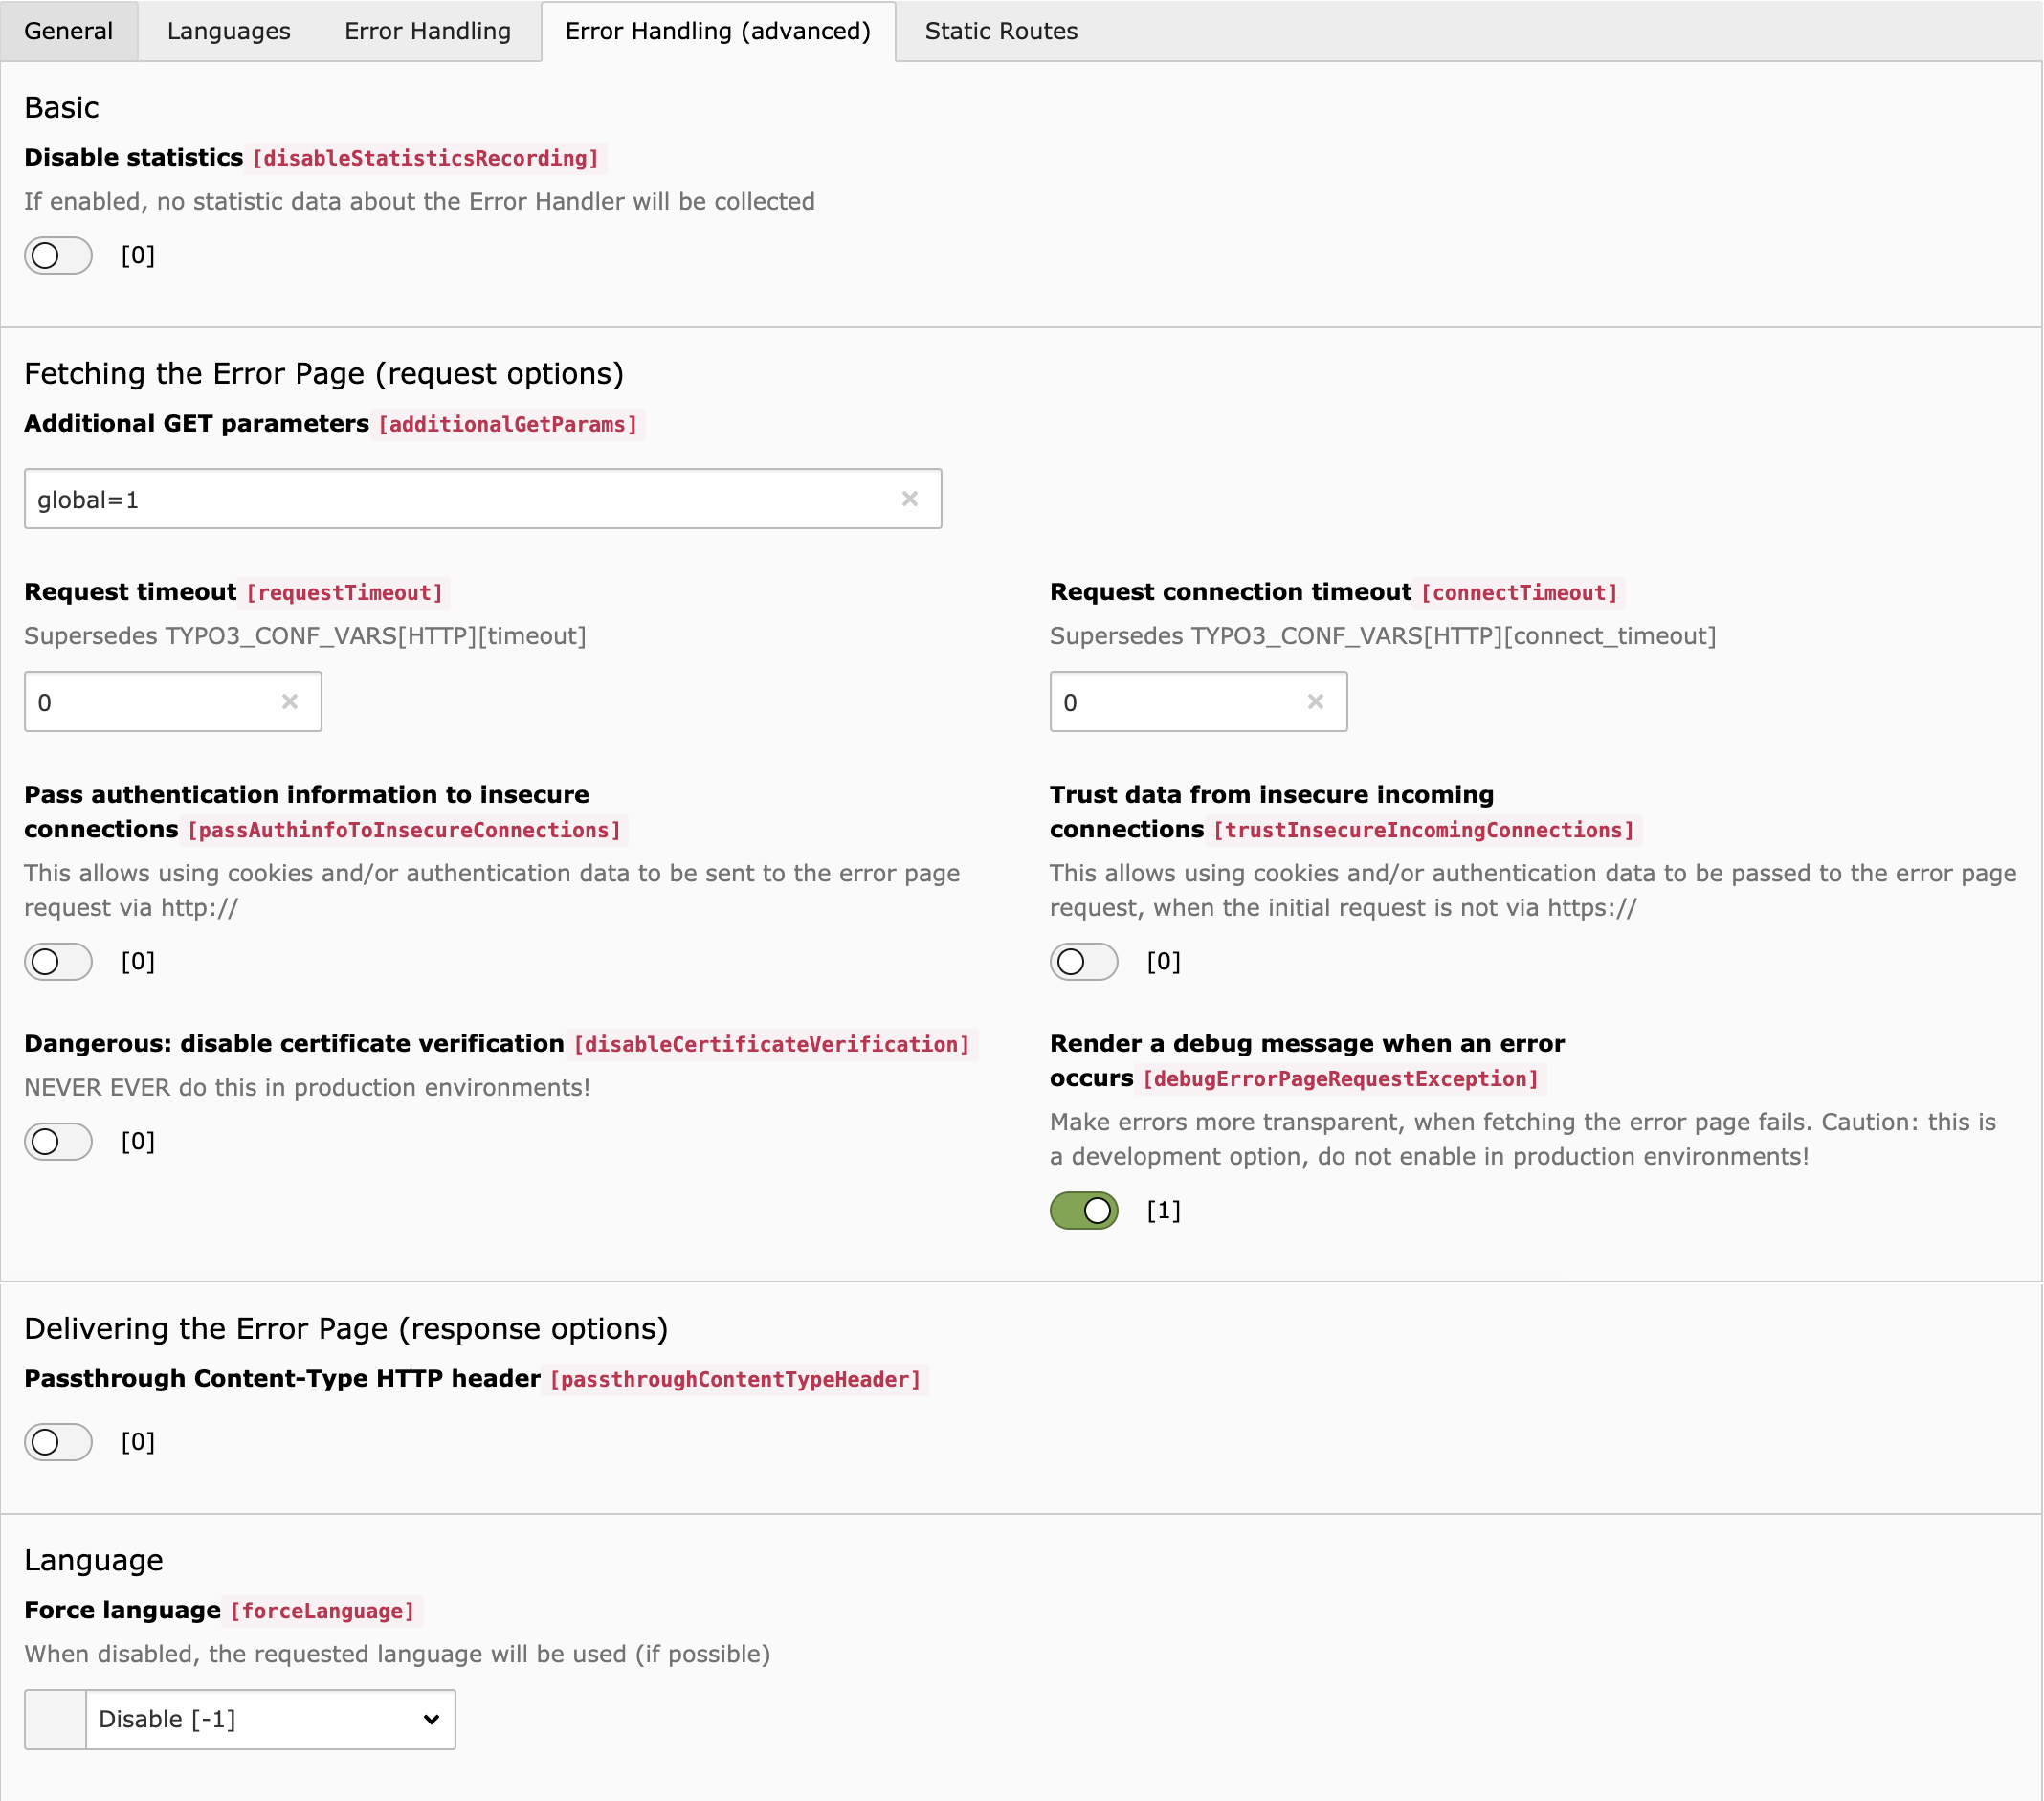 General Languages Error Handling Error Handling (advanced) Static Routes
Basic
Disable statistics [disableStatisticsRecording]
If enabled, no statistic data about the Error Handler will be collected
[0]
Fetching the Error Page (request options)
Additional GET parameters [additionalGetParams]
global=1
Request timeout [requestTimeout]
Supersedes TYPO3_CONF_VARS[HTTP][timeout]
0
Request connection timeout [connectTimeout]
Supersedes TYPO3_CONF_VARS[HTTP][connect_timeout]
0
Pass authentication information to insecure
connections [passAuthinfoToInsecureConnections]
This allows using cookies and/or authentication data to be sent to the error page
request via http://
[0]
Trust data from insecure incoming
connections [trustInsecureIncomingConnections]
This allows using cookies and/or authentication data to be passed to the error page
request, when the initial request is not via https://
[0]
Dangerous: disable certificate verification [disableCertificateVerification]
NEVER EVER do this in production environments!
[0]
Render a debug message when an error
occurs [debugErrorPageRequestException]
Make errors more transparent, when fetching the error page fails. Caution: this is
a development option, do not enable in production environments!
[1]
Delivering the Error Page (response options)
Passthrough Content-Type HTTP header [passthroughContentTypeHeader]
[0]
Language
Force language [forceLanguage]
When disabled, the requested language will be used (if possible)
Disable [-1]